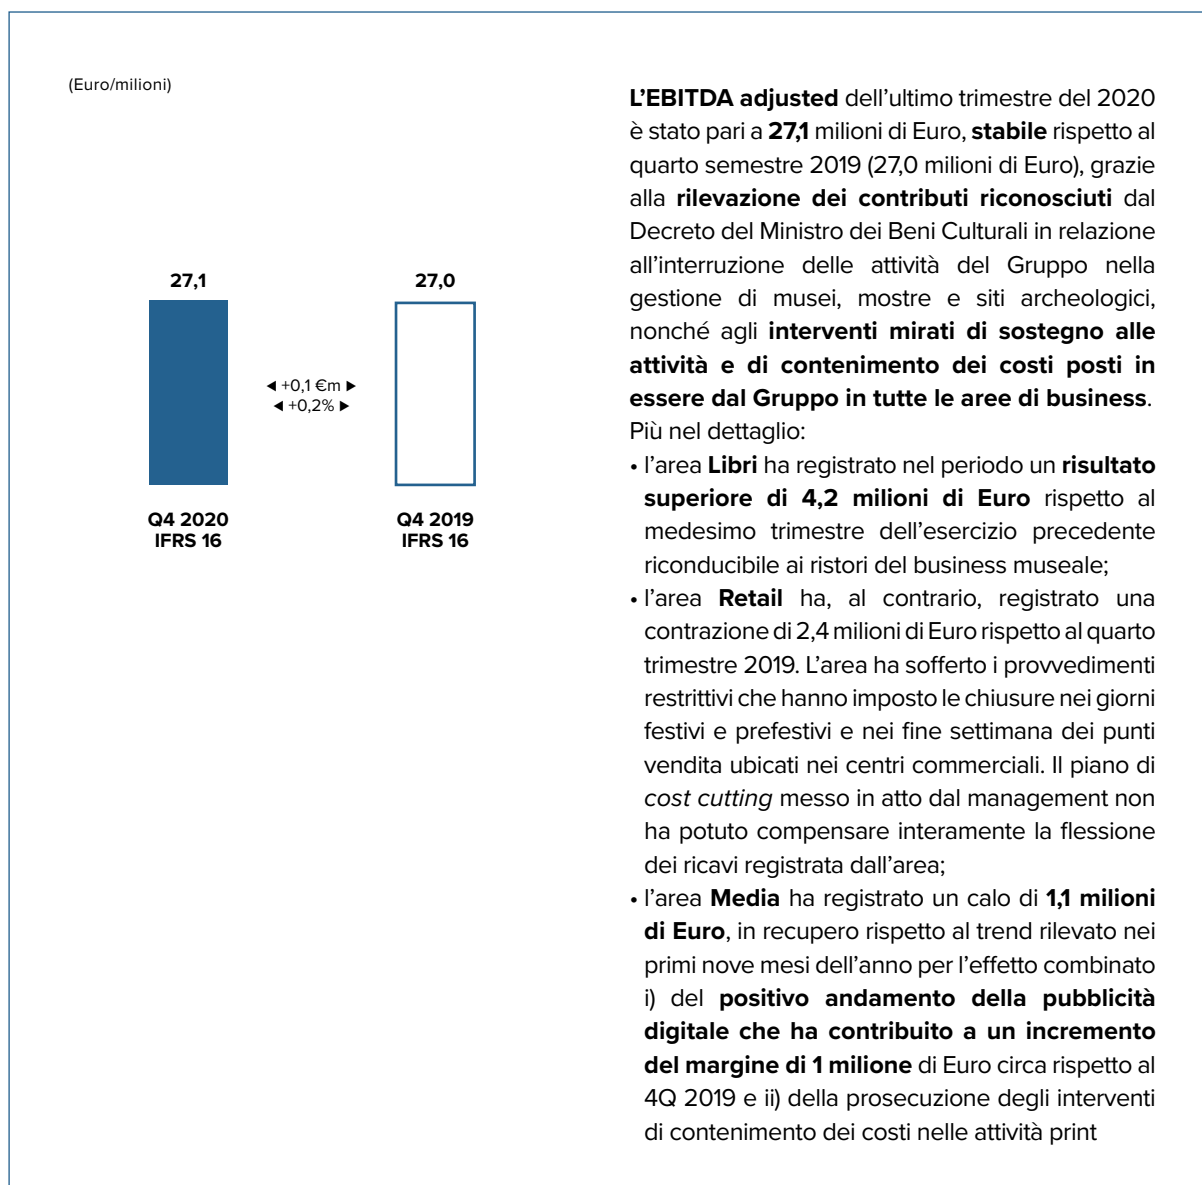 (Euro/milioni)
27,1
27,0
◀ +0,1 €m ▶
◀ +0,2% ▶
Q4 2020
IFRS 16
Q4 2019
IFRS 16
L’EBITDA adjusted dell’ultimo trimestre del 2020
è stato pari a 27,1 milioni di Euro, stabile rispetto al
quarto semestre 2019 (27,0 milioni di Euro), grazie
alla rilevazione dei contributi riconosciuti dal
Decreto del Ministro dei Beni Culturali in relazione
all’interruzione delle attività del Gruppo nella
gestione di musei, mostre e siti archeologici,
nonché agli interventi mirati di sostegno alle
attività e di contenimento dei costi posti in
essere dal Gruppo in tutte le aree di business.
Più nel dettaglio:
• l’area Libri ha registrato nel periodo un risultato
superiore di 4,2 milioni di Euro rispetto al
medesimo trimestre dell’esercizio precedente
riconducibile ai ristori del business museale;
• l’area Retail ha, al contrario, registrato una
contrazione di 2,4 milioni di Euro rispetto al quarto
trimestre 2019. L’area ha sofferto i provvedimenti
restrittivi che hanno imposto le chiusure nei giorni
festivi e prefestivi e nei fine settimana dei punti
vendita ubicati nei centri commerciali. Il piano di
cost cutting messo in atto dal management non
ha potuto compensare interamente la flessione
dei ricavi registrata dall’area;
• l’area Media ha registrato un calo di 1,1 milioni
di Euro, in recupero rispetto al trend rilevato nei
primi nove mesi dell’anno per l’effetto combinato
i) del positivo andamento della pubblicità
digitale che ha contribuito a un incremento
del margine di 1 milione di Euro circa rispetto al
4Q 2019 e ii) della prosecuzione degli interventi
di contenimento dei costi nelle attività print